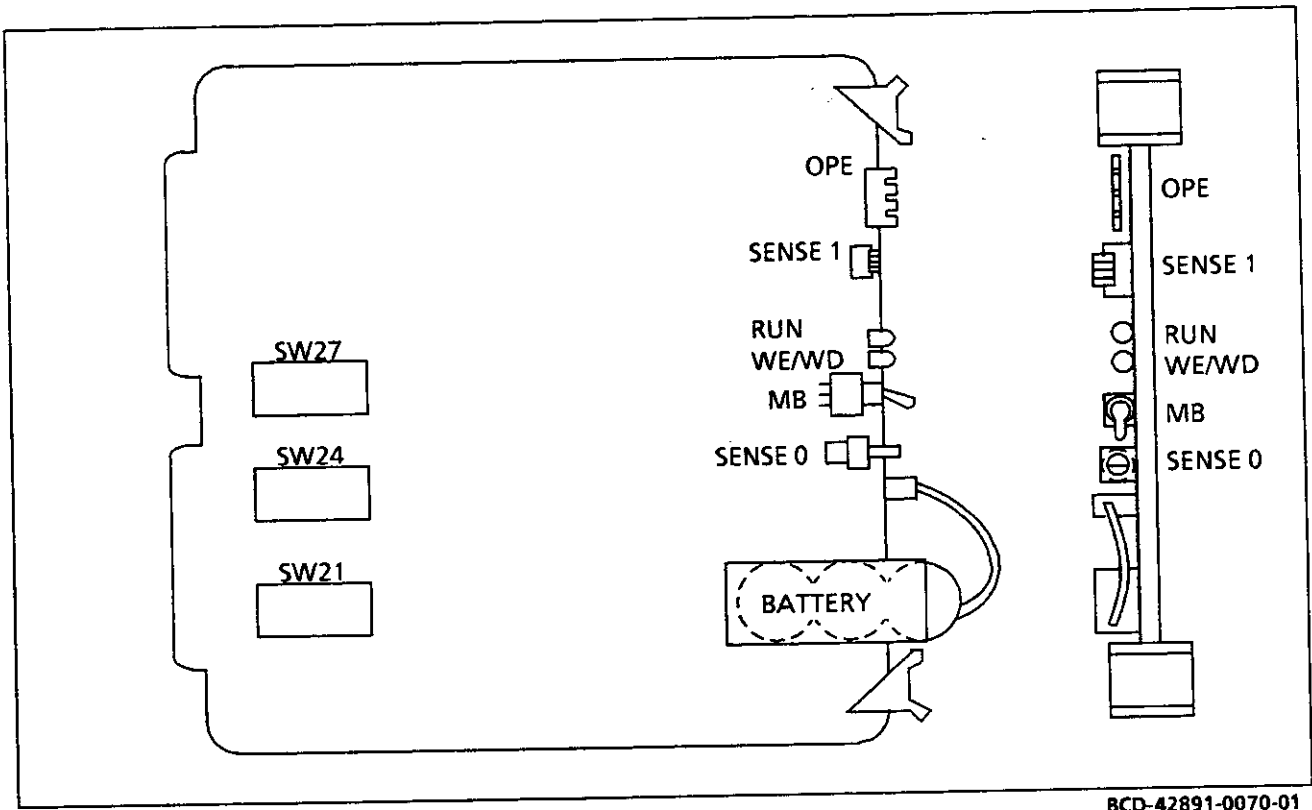 OPE
SENSE 1
RUN
WE/WD
MB
SENSE 0
SW27
SW24
SW21
BATTERY
OPE
SENSE 1
RUN
WE/WD
MB
SENSE 0
BCD-42891-0070-01